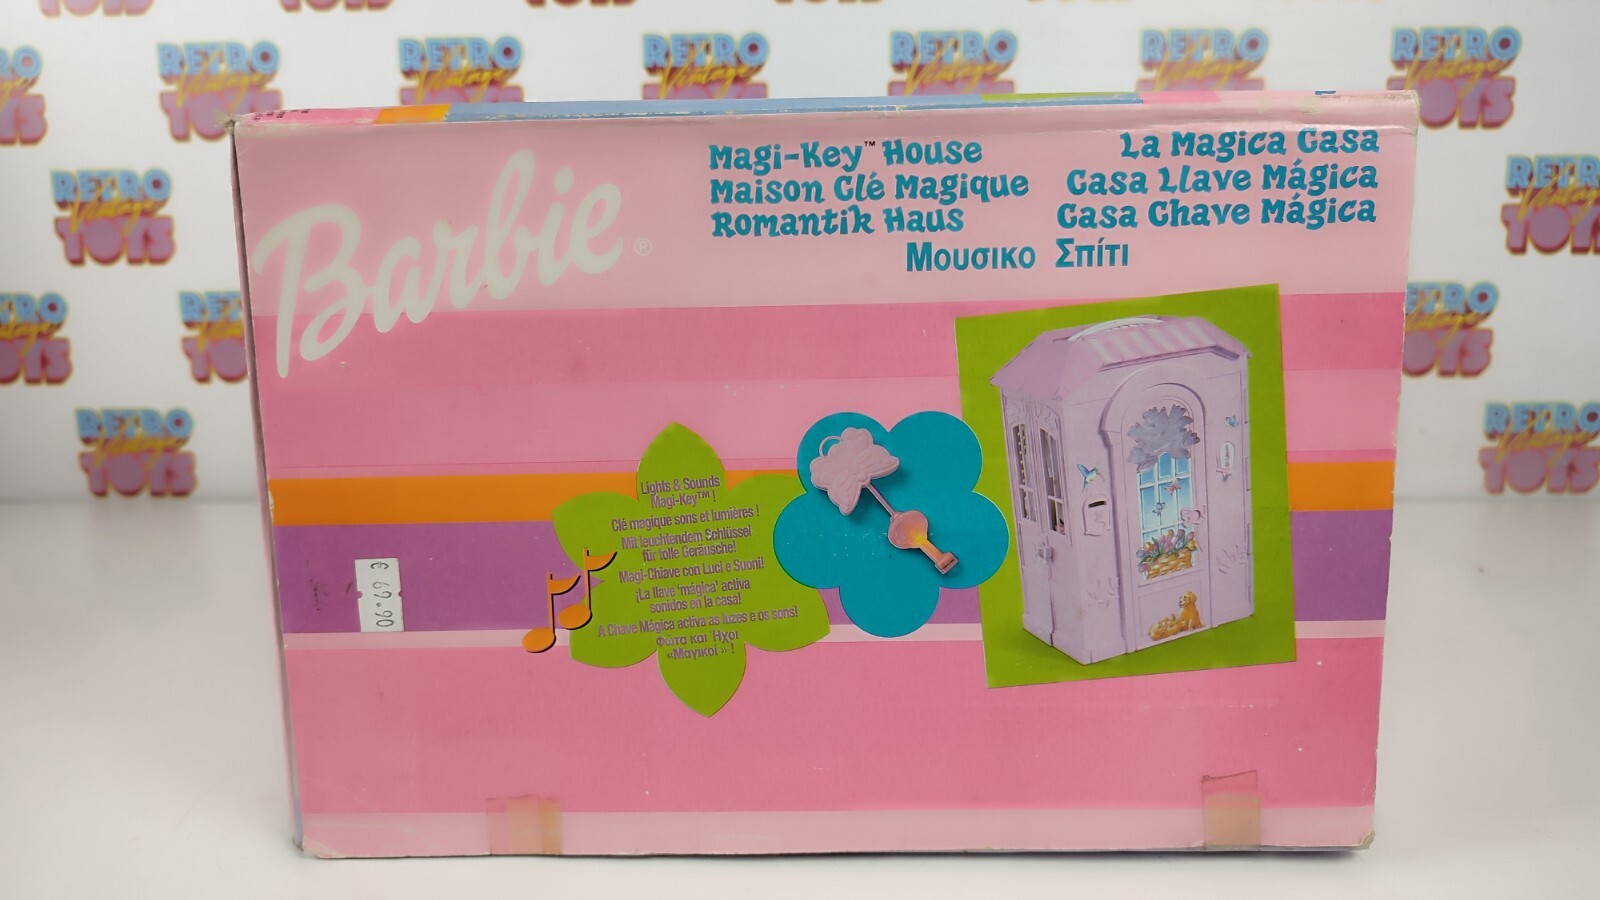 Barbie®
Magi-Key™ House
Maison Clé Magique
Romantik Haus
La Magica Casa
Casa Llave Mágica
Casa Chave Mágica
Μουσικο Σπίτι
Lights & Sounds
Magi-Key™ !
Clé magique sons et lumières !
Mit leuchtendem Schlüssel
für tolle Geräusche!
Magi-Chiave con Luci e Suoni!
¡La llave 'mágica' activa
sonidos en la casa!
A Chave Mágica activa as luzes e os sons!
Φώτα και Ήχοι
«Μαγικοί» !
€ 69.90
RETRO
Vintage
TOYS